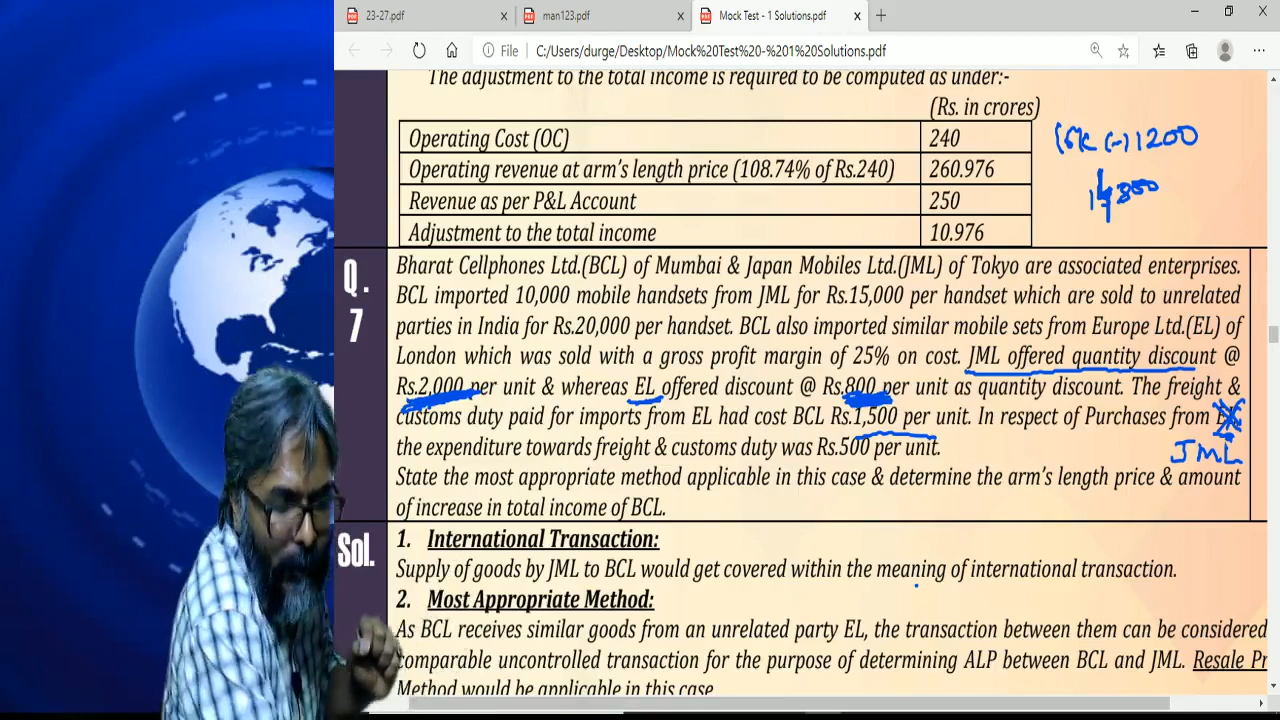 23-27.pdf
man123.pdf
Mock Test - 1 Solutions.pdf
File
C:/Users/durge/Desktop/Mock%20Test%20-%201%20Solutions.pdf
The adjustment to the total income is required to be computed as under:-
(Rs. in crores)
Operating Cost (OC) 240
Operating revenue at arm's length price (108.74% of Rs.240) 260.976
Revenue as per P&L Account 250
Adjustment to the total income 10.976
(-) 1200
Q.
7
Bharat Cellphones Ltd.(BCL) of Mumbai & Japan Mobiles Ltd.(JML) of Tokyo are associated enterprises.
BCL imported 10,000 mobile handsets from JML for Rs.15,000 per handset which are sold to unrelated
parties in India for Rs.20,000 per handset. BCL also imported similar mobile sets from Europe Ltd.(EL) of
London which was sold with a gross profit margin of 25% on cost. JML offered quantity discount @
Rs.2,000 per unit & whereas EL offered discount @ Rs.800 per unit as quantity discount. The freight &
customs duty paid for imports from EL had cost BCL Rs.1,500 per unit. In respect of Purchases from
JML
the expenditure towards freight & customs duty was Rs.500 per unit.
State the most appropriate method applicable in this case & determine the arm's length price & amount
of increase in total income of BCL.
Sol.
1. International Transaction:
Supply of goods by JML to BCL would get covered within the meaning of international transaction.
2. Most Appropriate Method:
As BCL receives similar goods from an unrelated party EL, the transaction between them can be considered
comparable uncontrolled transaction for the purpose of determining ALP between BCL and JML. Resale Pr
Method would be applicable in this case